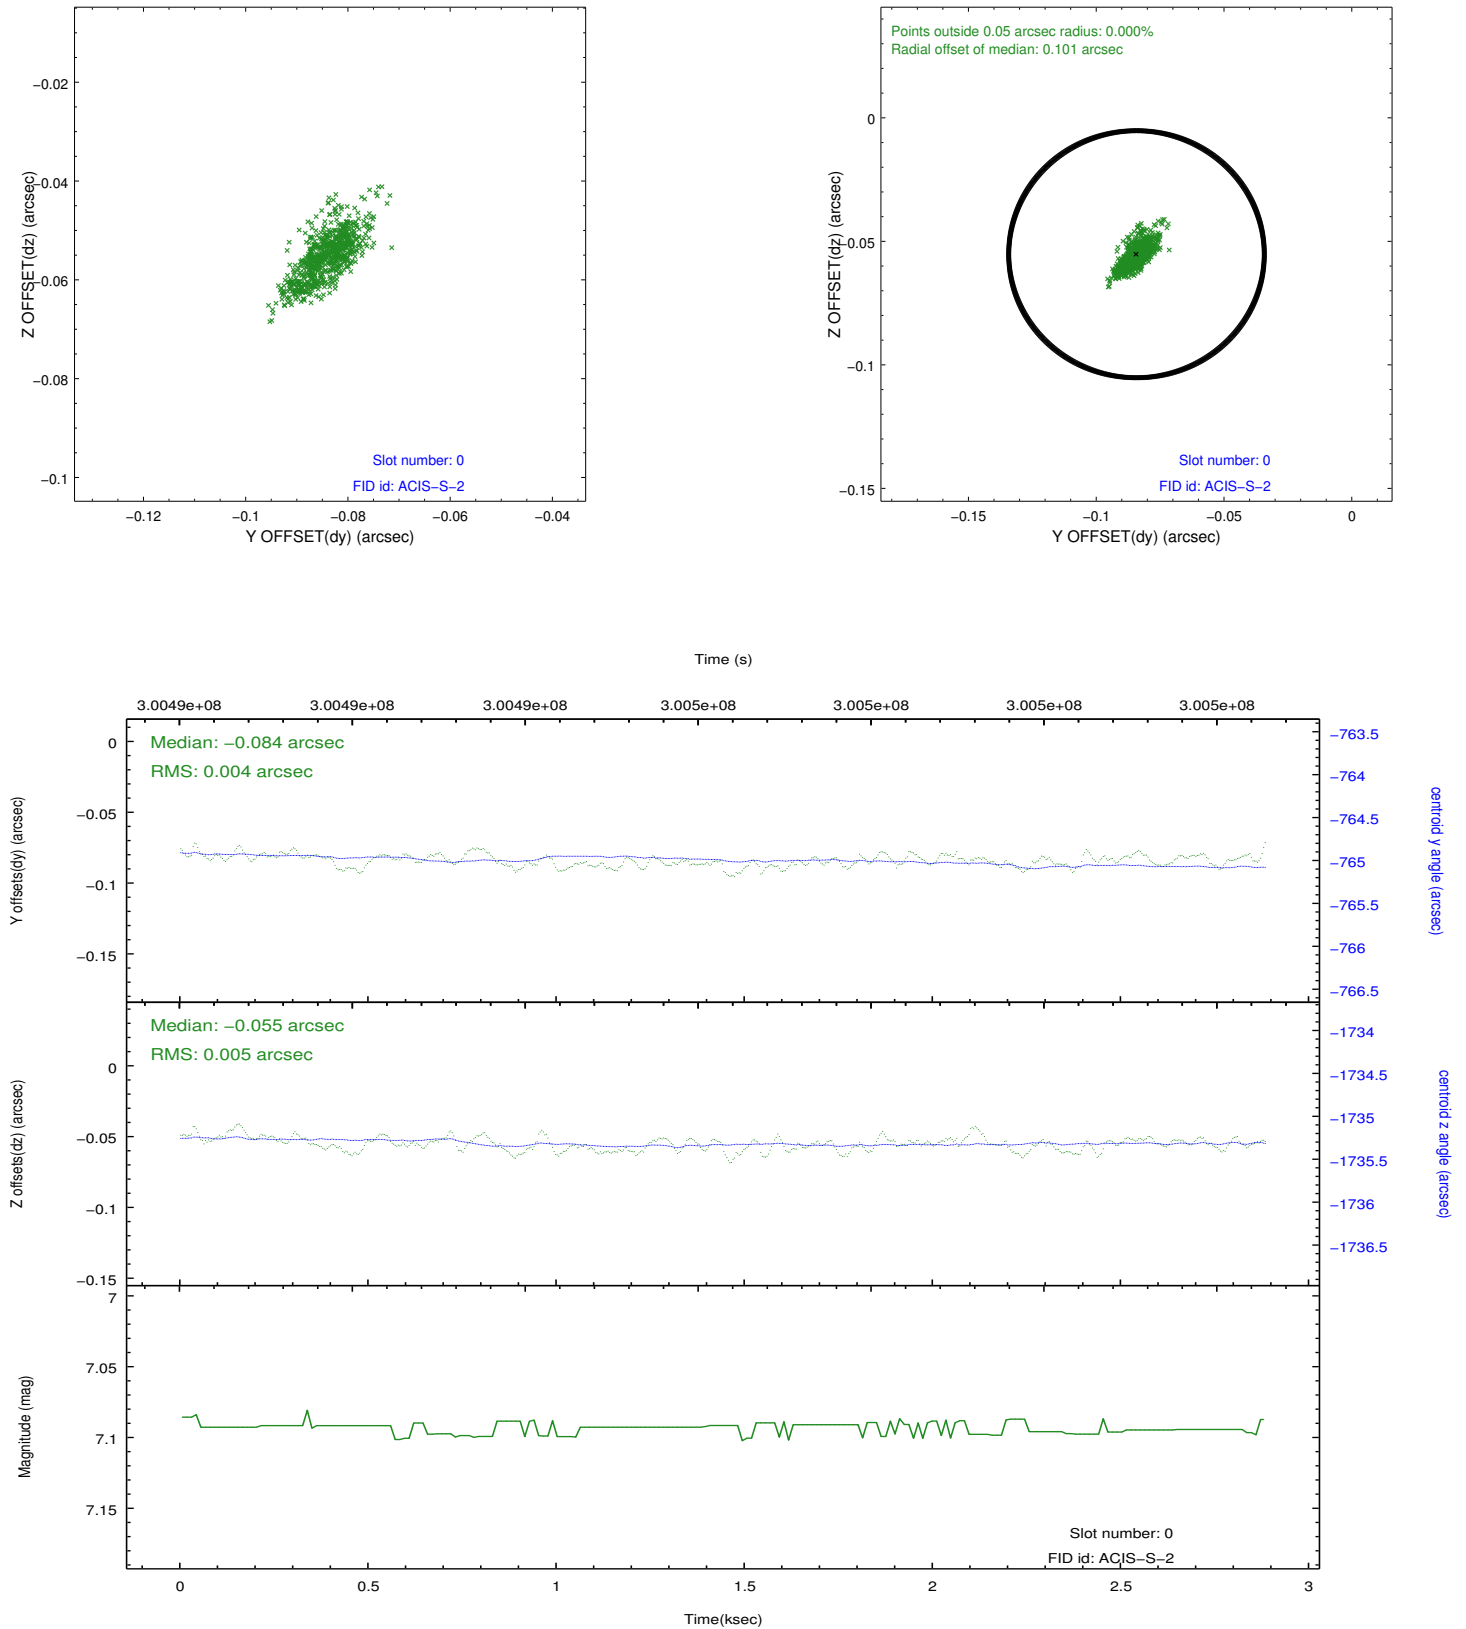 −0.02
−0.04
−0.06
−0.08
−0.1
Z OFFSET(dz) (arcsec)
Slot number: 0
FID id: ACIS−S−2
−0.12
−0.1
−0.08
−0.06
−0.04
Y OFFSET(dy) (arcsec)
Points outside 0.05 arcsec radius: 0.000%
Radial offset of median: 0.101 arcsec
0
−0.05
−0.1
−0.15
Z OFFSET(dz) (arcsec)
Slot number: 0
FID id: ACIS−S−2
−0.15
−0.1
−0.05
0
Y OFFSET(dy) (arcsec)
Time (s)
3.0049e+08
3.0049e+08
3.0049e+08
3.005e+08
3.005e+08
3.005e+08
3.005e+08
Median: −0.084 arcsec
RMS: 0.004 arcsec
0
−0.05
−0.1
−0.15
Y offsets(dy) (arcsec)
−763.5
−764
−764.5
−765
−765.5
−766
−766.5
centroid y angle (arcsec)
Median: −0.055 arcsec
RMS: 0.005 arcsec
0
−0.05
−0.1
−0.15
Z offsets(dz) (arcsec)
−1734
−1734.5
−1735
−1735.5
−1736
−1736.5
centroid z angle (arcsec)
7
7.05
7.1
7.15
Magnitude (mag)
Slot number: 0
FID id: ACIS−S−2
0
0.5
1
1.5
2
2.5
3
Time(ksec)